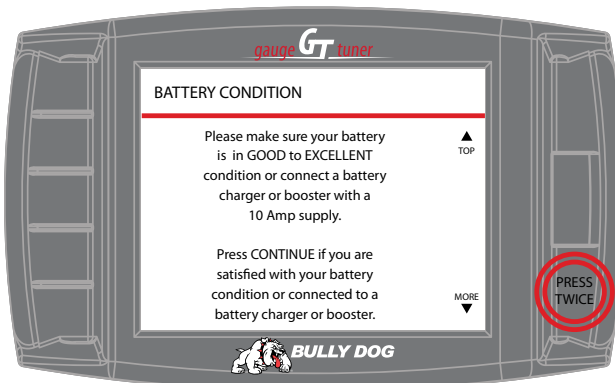 gauge GT tuner
BATTERY CONDITION
Please make sure your battery
is in GOOD to EXCELLENT
condition or connect a battery
charger or booster with a
10 Amp supply.
Press CONTINUE if you are
satisfied with your battery
condition or connected to a
battery charger or booster.
TOP
MORE
PRESS
TWICE
BULLY DOG